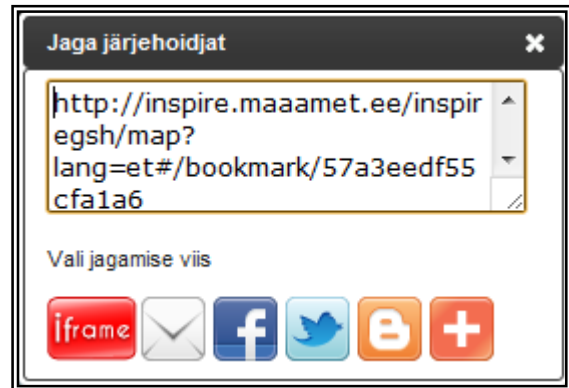 Jaga järjehoidjat
http://inspire.maaamet.ee/inspir
egsh/map?
lang=et#/bookmark/57a3eedf55
cfa1a6
Vali jagamise viis
iframe